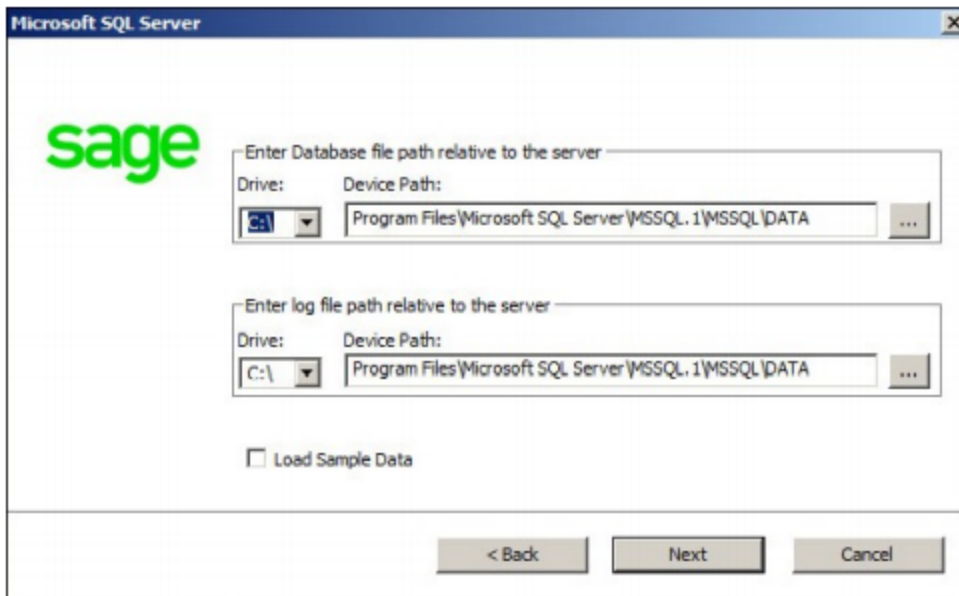 Microsoft SQL Server
sage
Enter Database file path relative to the server
Drive: Device Path:
C:\ Program Files\Microsoft SQL Server\MSSQL.1\MSSQL\DATA ...
Enter log file path relative to the server
Drive: Device Path:
C:\ Program Files\Microsoft SQL Server\MSSQL.1\MSSQL\DATA ...
Load Sample Data
< Back Next Cancel